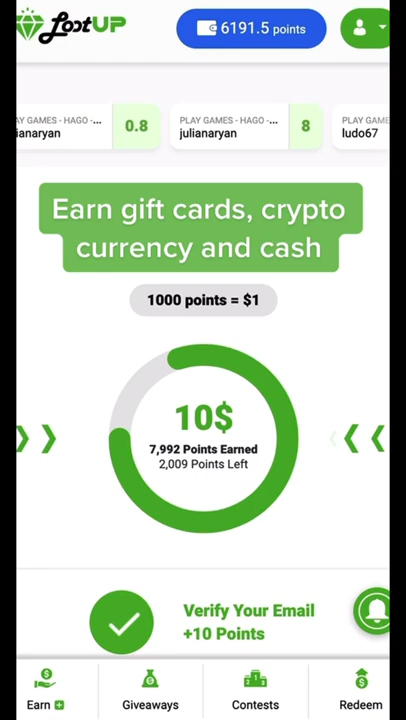 LootUP
6191.5 points
AY GAMES - HAGO -...
ianaryan
0.8
PLAY GAMES - HAGO -...
julianaryan
8
PLAY GAME
ludo67
Earn gift cards, crypto
currency and cash
1000 points = $1
10$
7,992 Points Earned
2,009 Points Left
Verify Your Email
+10 Points
Earn
Giveaways
Contests
Redeem